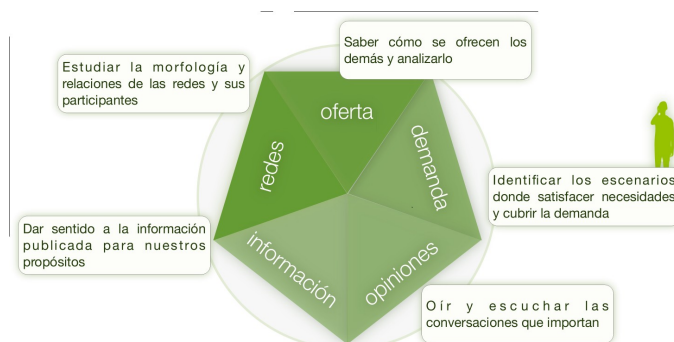 Saber cómo se ofrecen los
demás y analizarlo
Estudiar la morfología y
relaciones de las redes y sus
participantes
oferta
redes
demanda
Identificar los escenarios
donde satisfacer necesidades
y cubrir la demanda
Dar sentido a la información
publicada para nuestros
propósitos
información
opiniones
Oír y escuchar las
conversaciones que importan